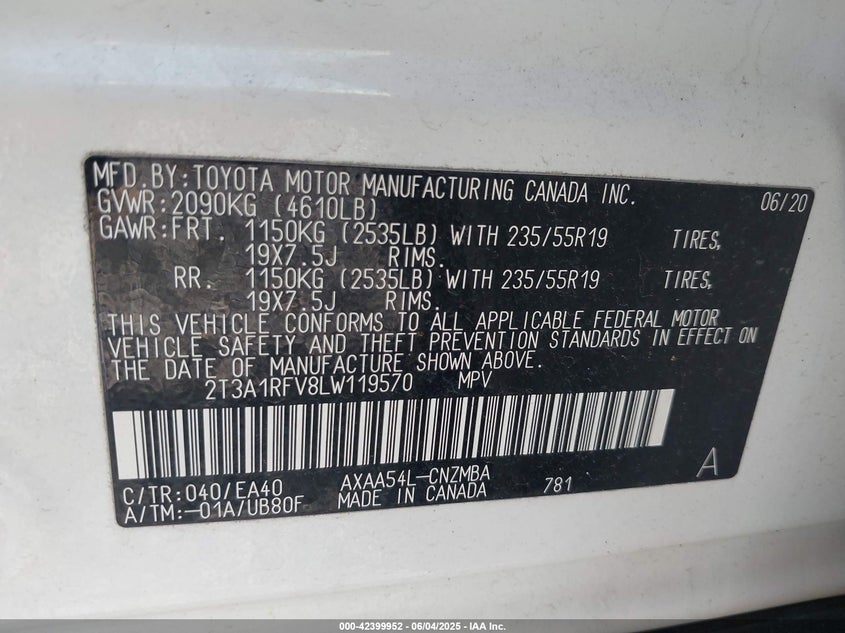 MFD.BY:TOYOTA MOTOR MANUFACTURING CANADA INC. 06/20
GVWR:2090KG (4610LB)
GAWR:FRT. 1150KG (2535LB) WITH 235/55R19 TIRES,
19X7.5J RIMS.
RR. 1150KG (2535LB) WITH 235/55R19 TIRES,
19X7.5J RIMS.
THIS VEHICLE CONFORMS TO ALL APPLICABLE FEDERAL MOTOR
VEHICLE SAFETY AND THEFT PREVENTION STANDARDS IN EFFECT ON
THE DATE OF MANUFACTURE SHOWN ABOVE.
2T3A1RFV8LW119570 MPV
A
C/TR:040/EA40 AXAA54L-CNZMBA 781
A/TM:-01A/UB80F MADE IN CANADA
000-42399952 - 06/04/2025 - IAA Inc.